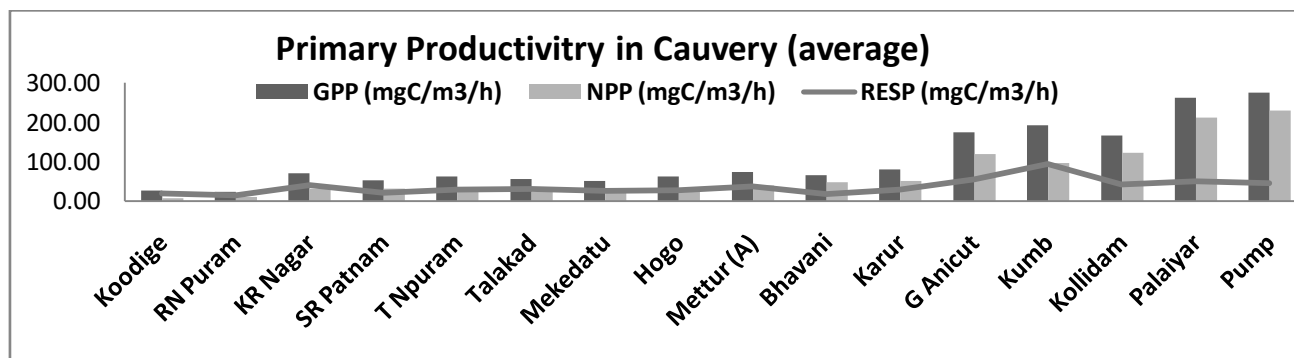 Primary Productivitry in Cauvery (average)
GPP (mgC/m3/h) NPP (mgC/m3/h) RESP (mgC/m3/h)
300.00
200.00
100.00
0.00
Koodige
RN Puram
KR Nagar
SR Patnam
T Npuram
Talakad
Mekedatu
Hogo
Mettur (A)
Bhavani
Karur
G Anicut
Kumb
Kollidam
Palaiyar
Pump